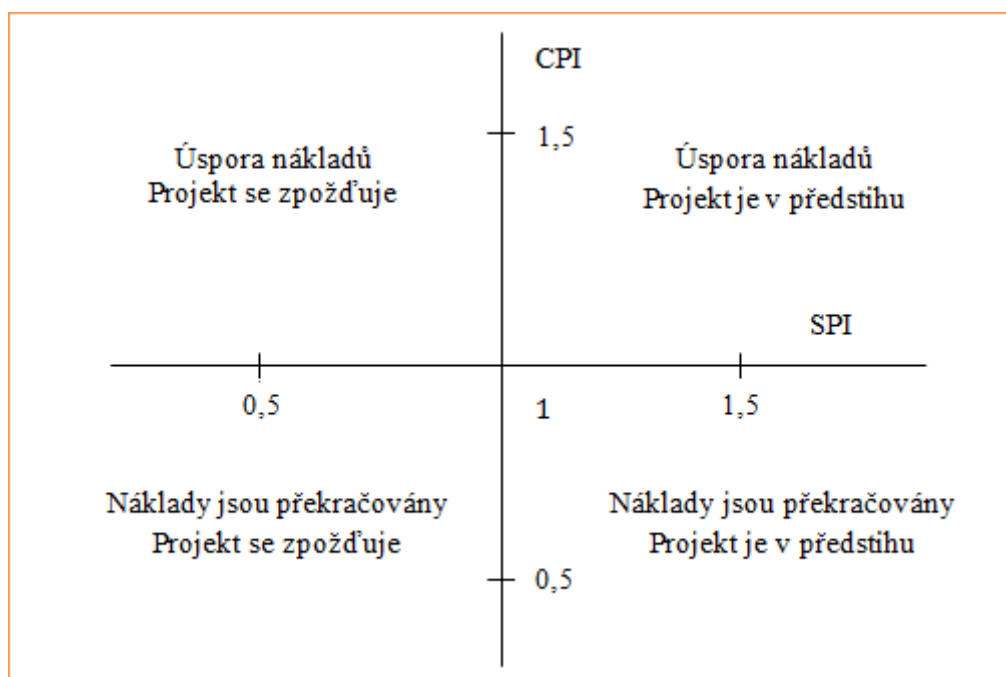 CPI
1,5
Úspora nákladů
Projekt se zpožďuje
Úspora nákladů
Projekt je v předstihu
SPI
0,5
1
1,5
Náklady jsou překračovány
Projekt se zpožďuje
Náklady jsou překračovány
Projekt je v předstihu
0,5